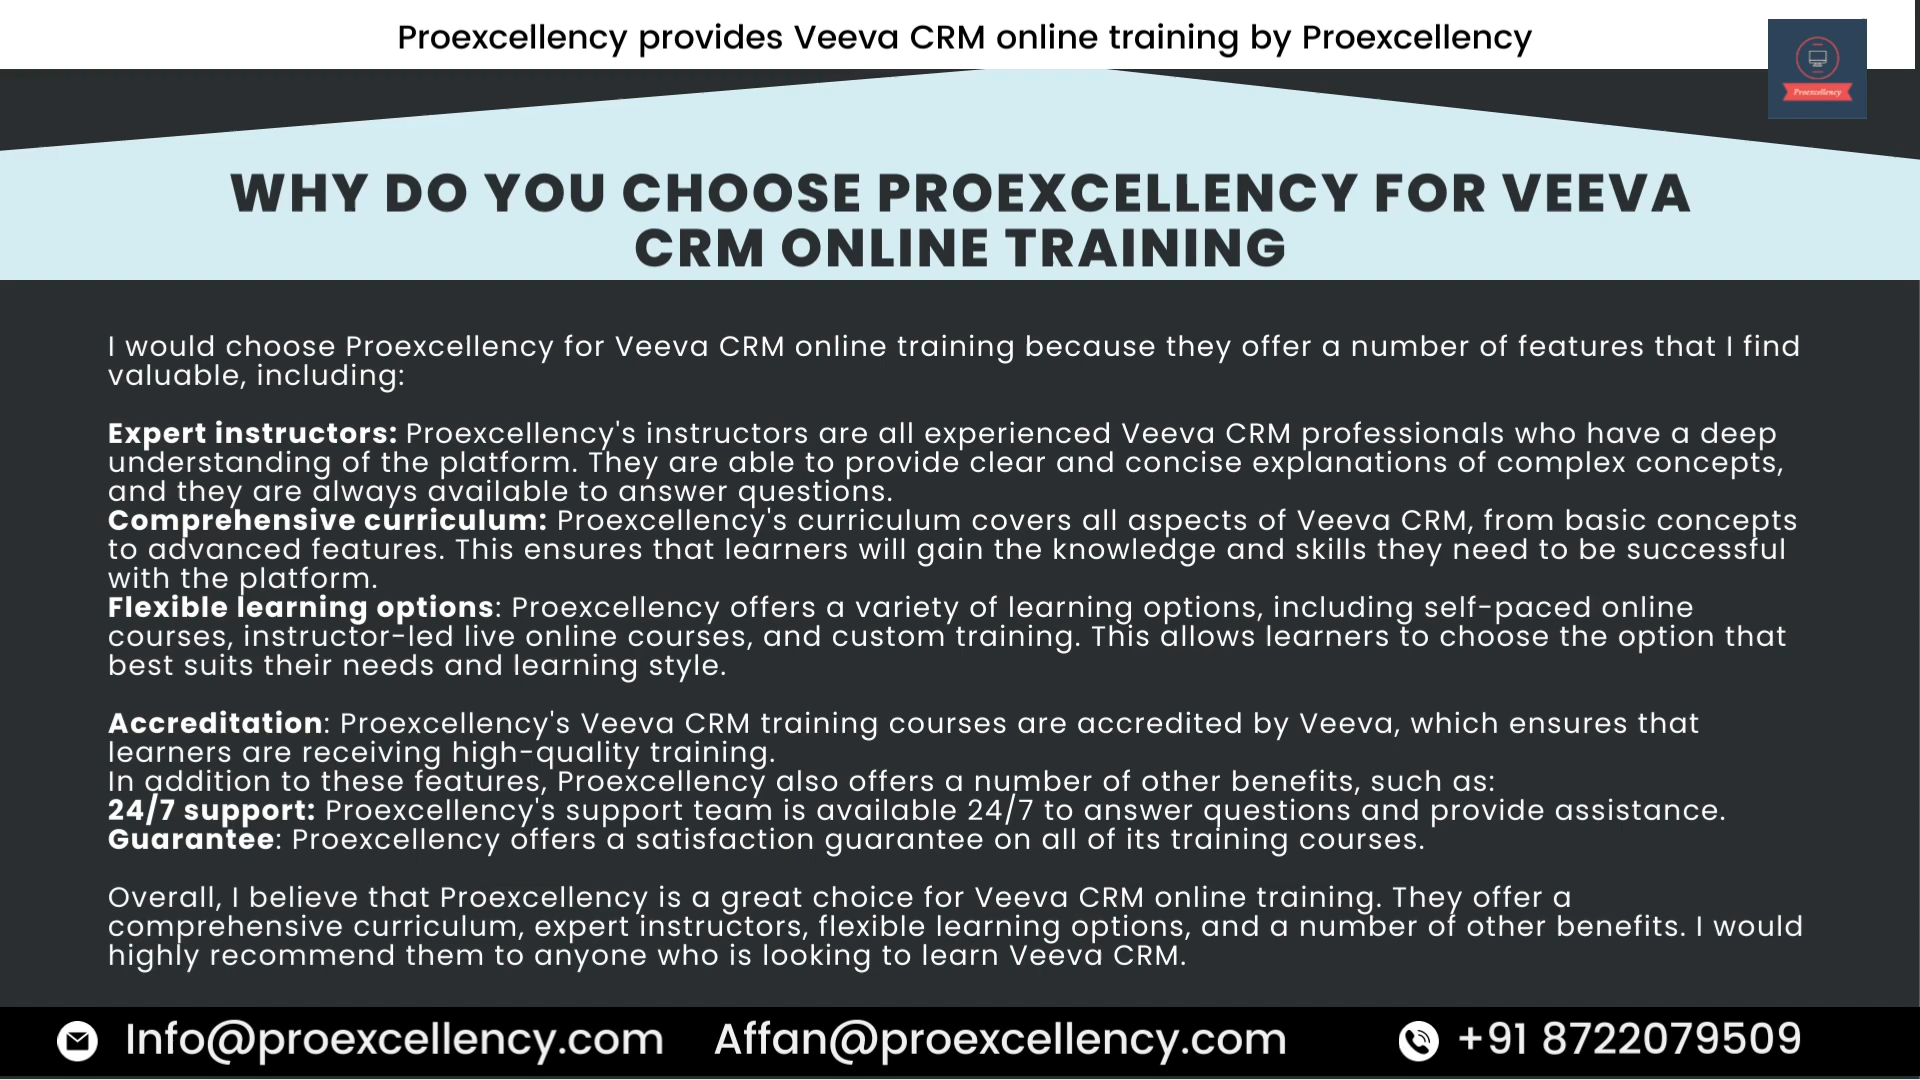 Proexcellency provides Veeva CRM online training by Proexcellency
Proexcellency
WHY DO YOU CHOOSE PROEXCELLENCY FOR VEEVA
CRM ONLINE TRAINING
I would choose Proexcellency for Veeva CRM online training because they offer a number of features that I find
valuable, including:
Expert instructors: Proexcellency's instructors are all experienced Veeva CRM professionals who have a deep
understanding of the platform. They are able to provide clear and concise explanations of complex concepts,
and they are always available to answer questions.
Comprehensive curriculum: Proexcellency's curriculum covers all aspects of Veeva CRM, from basic concepts
to advanced features. This ensures that learners will gain the knowledge and skills they need to be successful
with the platform.
Flexible learning options: Proexcellency offers a variety of learning options, including self-paced online
courses, instructor-led live online courses, and custom training. This allows learners to choose the option that
best suits their needs and learning style.
Accreditation: Proexcellency's Veeva CRM training courses are accredited by Veeva, which ensures that
learners are receiving high-quality training.
In addition to these features, Proexcellency also offers a number of other benefits, such as:
24/7 support: Proexcellency's support team is available 24/7 to answer questions and provide assistance.
Guarantee: Proexcellency offers a satisfaction guarantee on all of its training courses.
Overall, I believe that Proexcellency is a great choice for Veeva CRM online training. They offer a
comprehensive curriculum, expert instructors, flexible learning options, and a number of other benefits. I would
highly recommend them to anyone who is looking to learn Veeva CRM.
Info@proexcellency.com Affan@proexcellency.com +91 8722079509